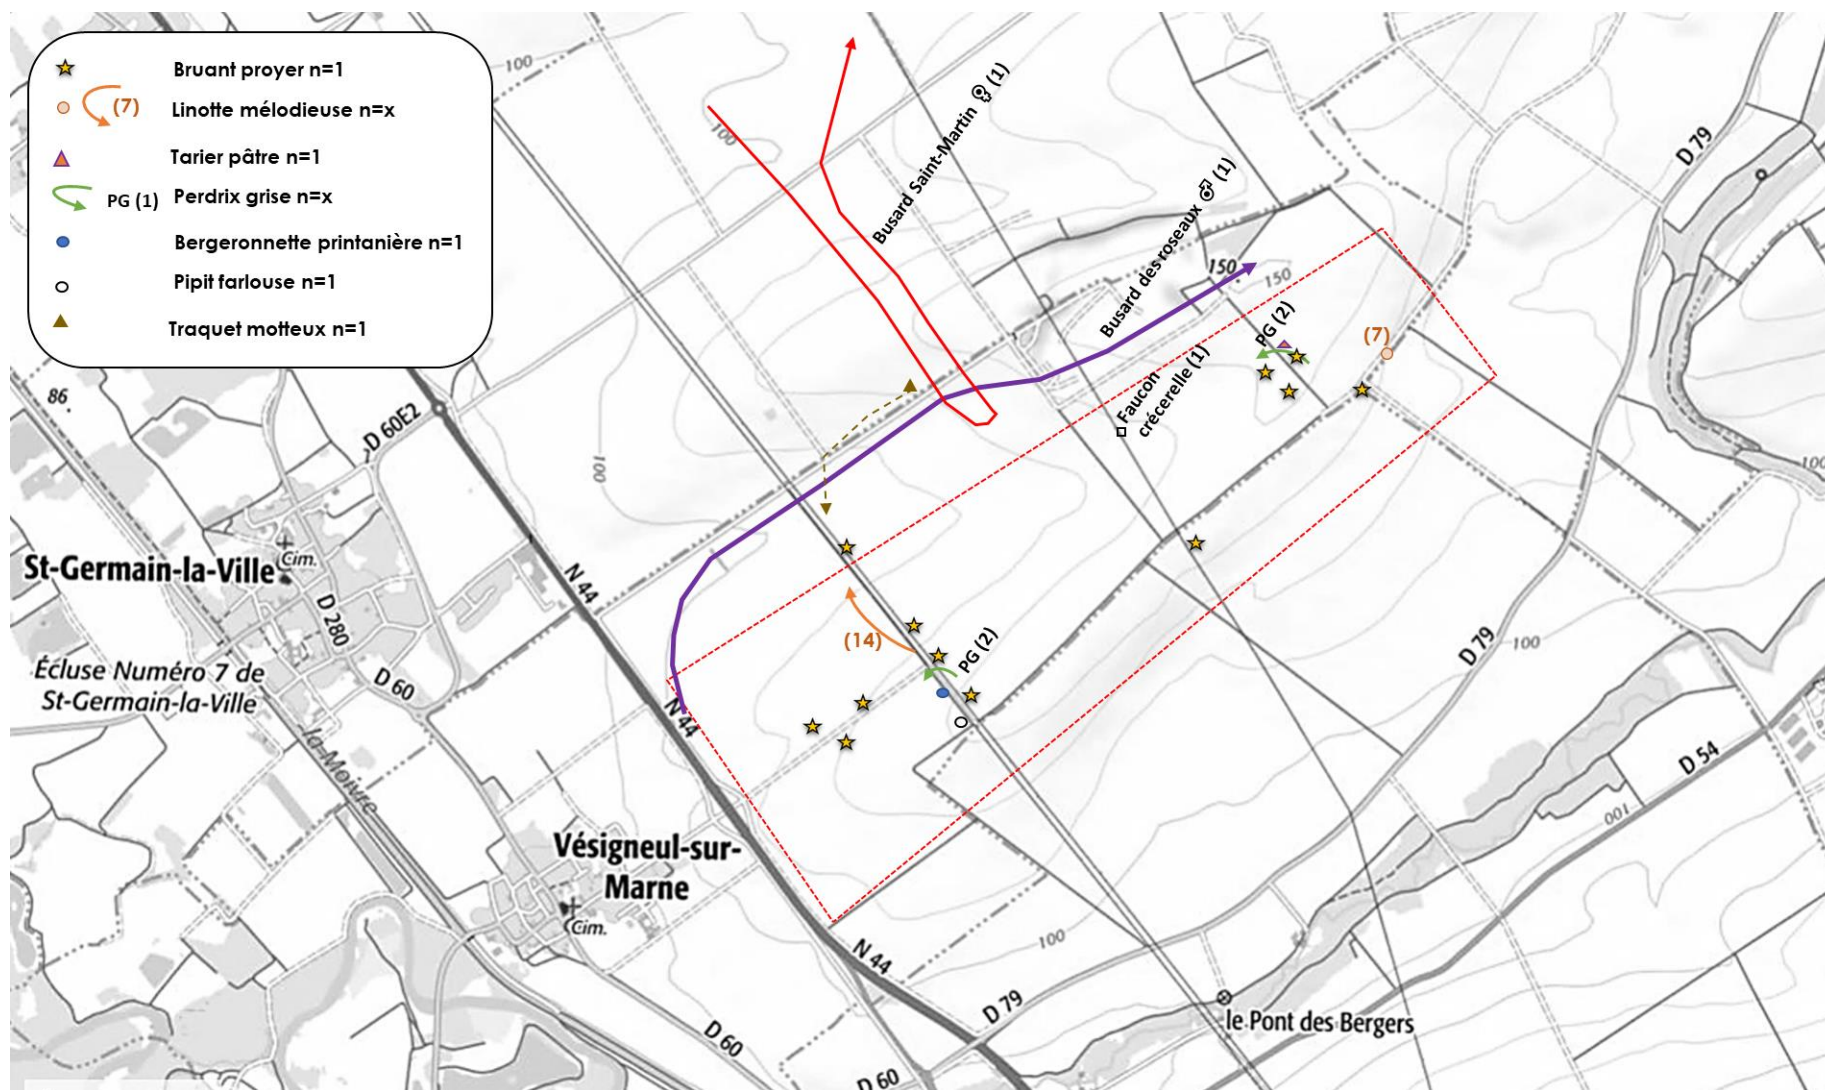 Bruant proyer n=1
(7)
Linotte mélodieuse n=x
Tarier pâtre n=1
PG (1)
Perdrix grise n=x
Bergeronnette printanière n=1
Pipit farlouse n=1
Traquet motteux n=1
100
100
Busard Saint-Martin (1)
Busard des roseaux (1)
D 79
150
150
PG (2)
(7)
Faucon
crécerelle (1)
86
D 60E2
100
100
St-Germain-la-Ville
Cim.
D 280
N 44
Écluse Numéro 7 de
St-Germain-la-Ville
D 60
la Moivre
N 44
(14)
PG (2)
D 79
100
D 54
100
Vésigneul-sur-
Marne
Cim.
N 44
100
D 79
le Pont des Bergers
D 60
D 60